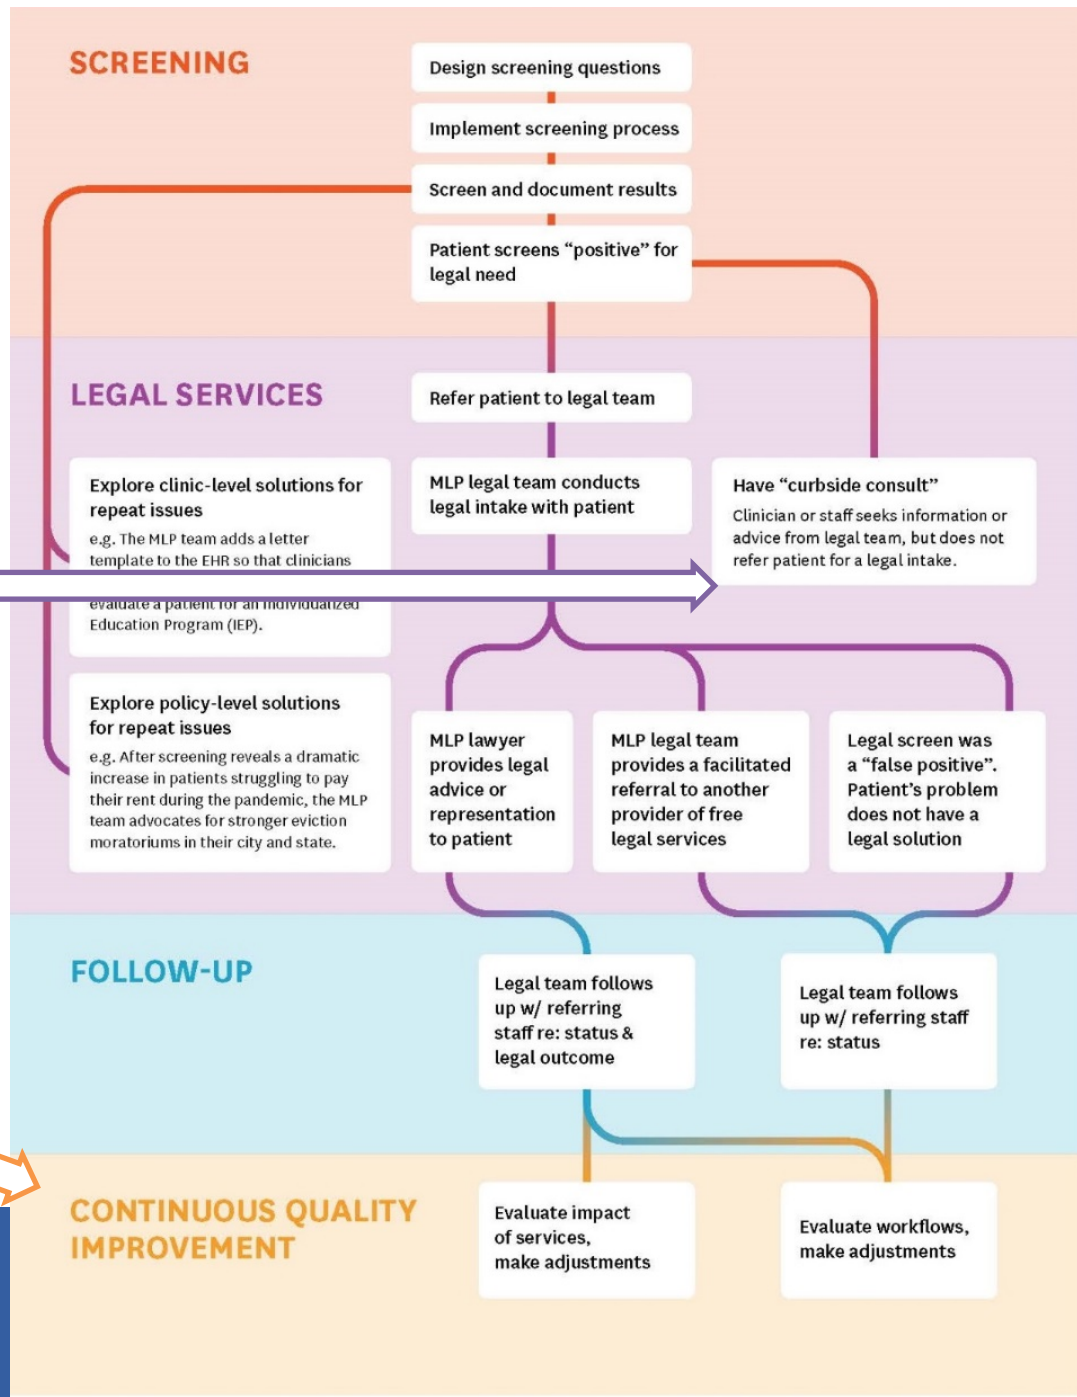 SCREENING
Design screening questions
Implement screening process
Screen and document results
Patient screens “positive” for
legal need
LEGAL SERVICES
Refer patient to legal team
Explore clinic-level solutions for
repeat issues
e.g. The MLP team adds a letter
template to the EHR so that clinicians
evaluate a patient for an Individualized
Education Program (IEP).
MLP legal team conducts
legal intake with patient
Have “curbside consult”
Clinician or staff seeks information or
advice from legal team, but does not
refer patient for a legal intake.
Explore policy-level solutions
for repeat issues
e.g. After screening reveals a dramatic
increase in patients struggling to pay
their rent during the pandemic, the MLP
team advocates for stronger eviction
moratoriums in their city and state.
MLP lawyer
provides legal
advice or
representation
to patient
MLP legal team
provides a facilitated
referral to another
provider of free
legal services
Legal screen was
a “false positive”.
Patient’s problem
does not have a
legal solution
FOLLOW-UP
Legal team follows
up w/ referring
staff re: status &
legal outcome
Legal team follows
up w/ referring staff
re: status
CONTINUOUS QUALITY
IMPROVEMENT
Evaluate impact
of services,
make adjustments
Evaluate workflows,
make adjustments